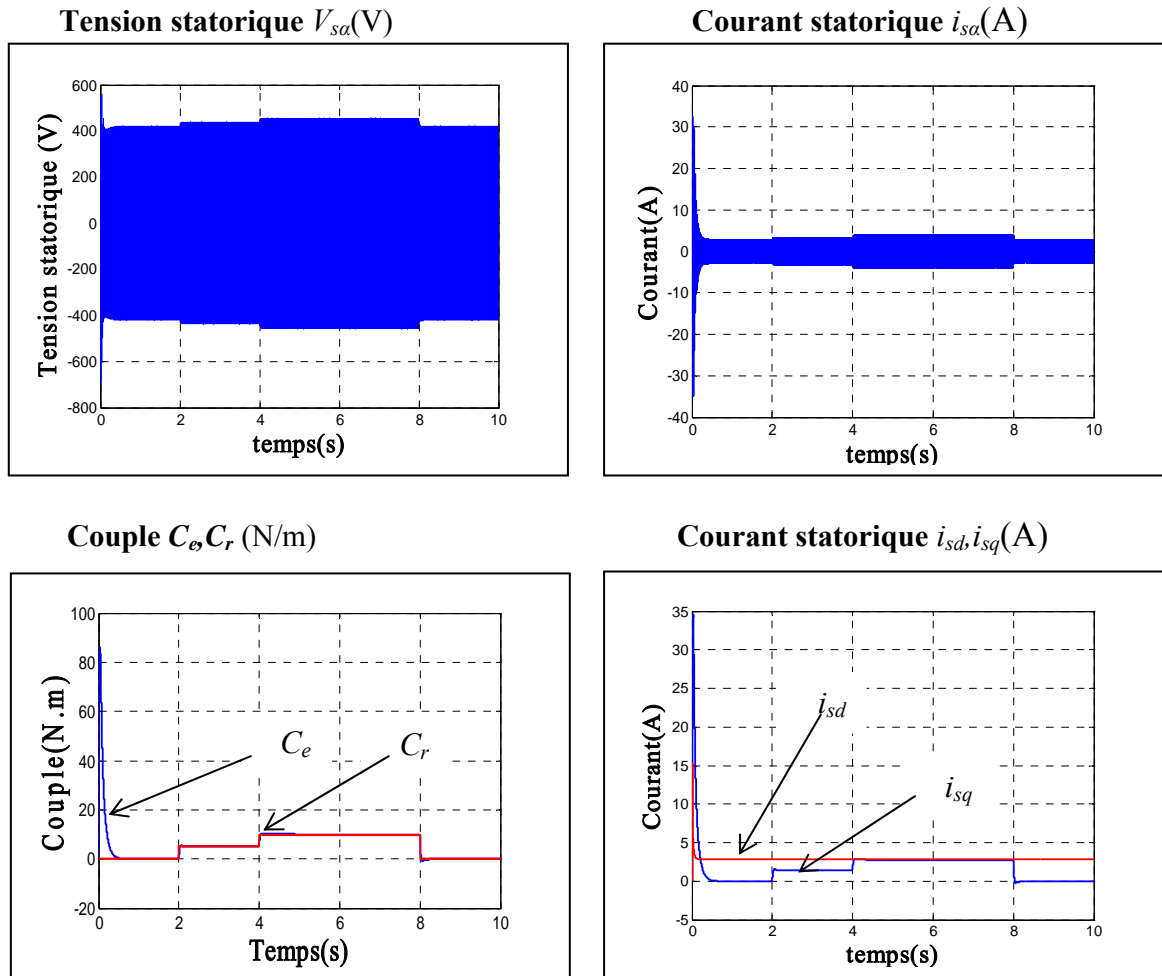 Tension statorique Vsα(V)
Courant statorique isα(A)
Tension statorique (V)
600
400
200
0
-200
-400
-600
-800
0 2 4 6 8 10
temps(s)
Courant(A)
40
30
20
10
0
-10
-20
-30
-40
0 2 4 6 8 10
temps(s)
Couple Ce,Cr (N/m)
Courant statorique isd,isq(A)
Couple(N.m)
100
80
60
40
20
0
-20
Ce
Cr
0 2 4 6 8 10
Temps(s)
Courant(A)
35
30
25
20
15
10
5
0
-5
isd
isq
0 2 4 6 8 10
temps(s)